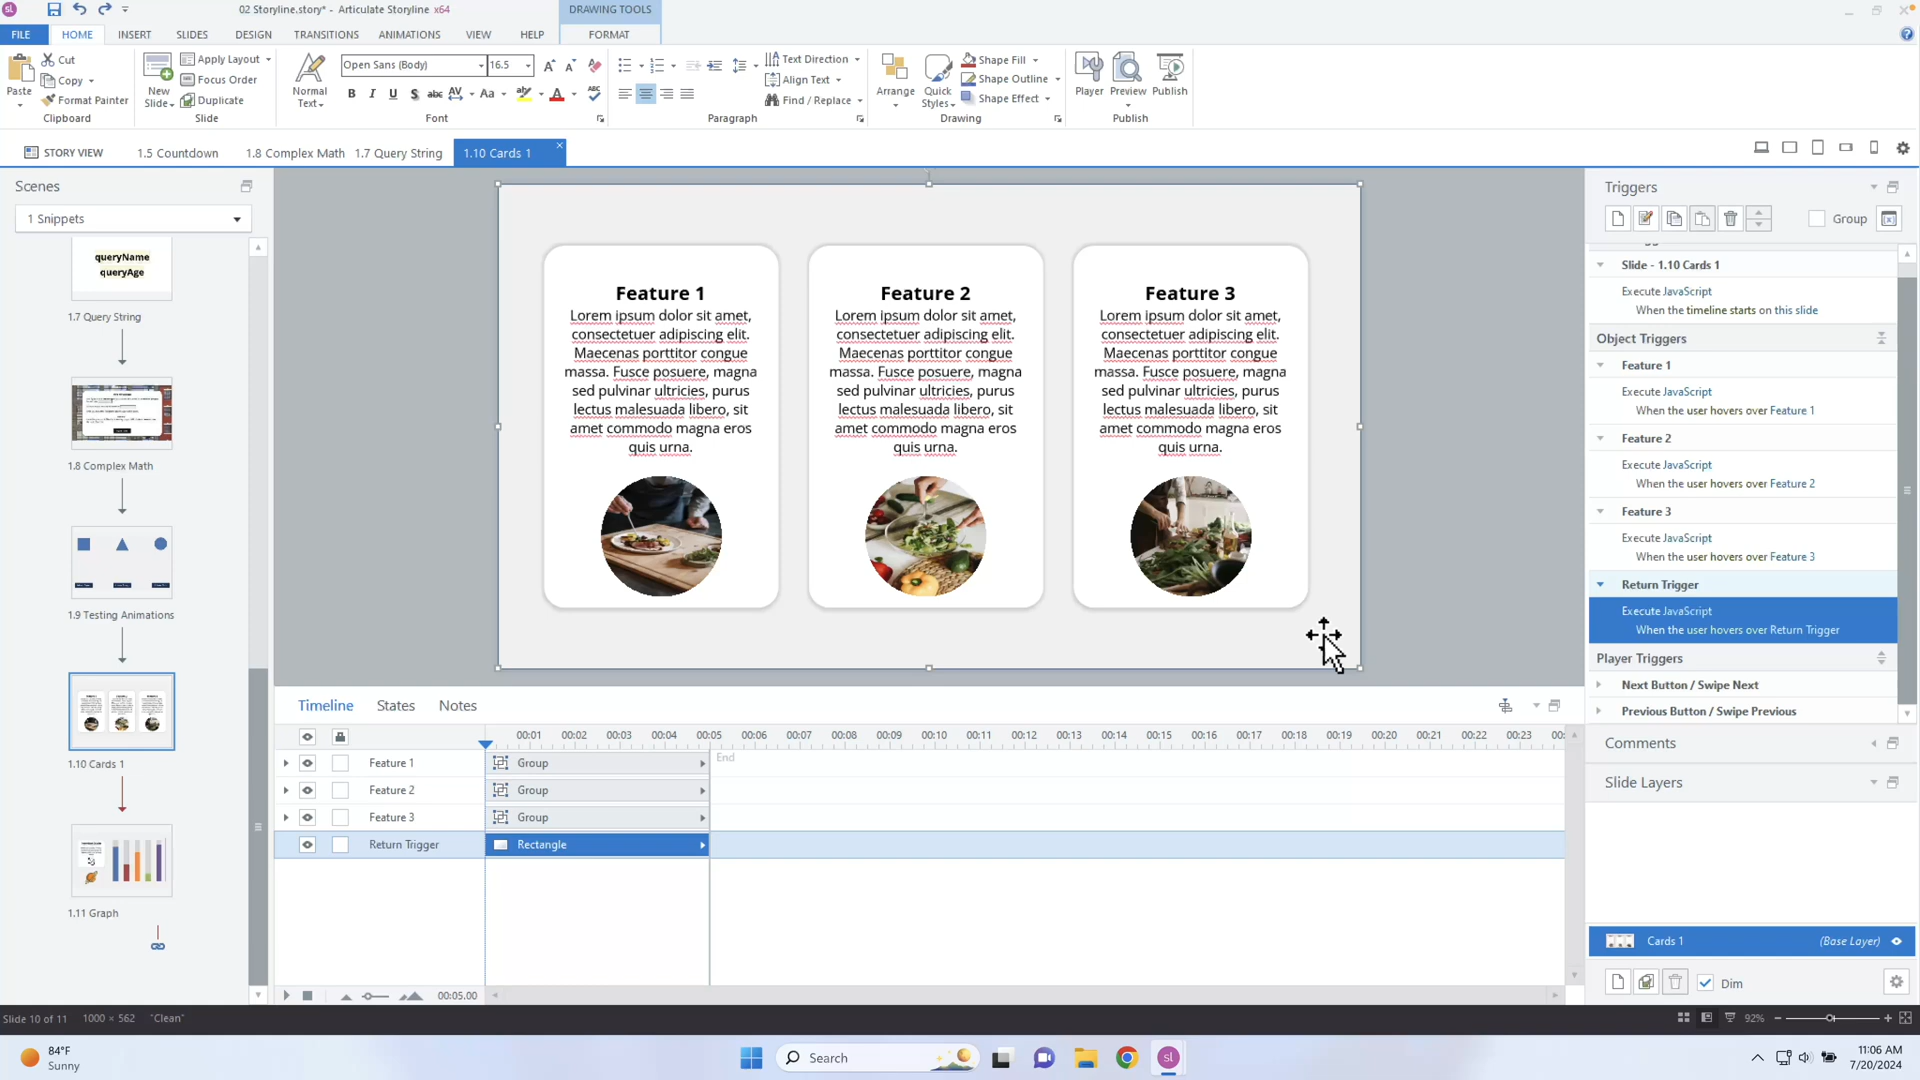 02 Storyline.story* - Articulate Storyline x64
DRAWING TOOLS
FILE HOME INSERT SLIDES DESIGN TRANSITIONS ANIMATIONS VIEW HELP FORMAT
Paste
Cut
Copy
Format Painter
Clipboard
New Slide
Apply Layout
Focus Order
Duplicate
Slide
Normal Text
Open Sans (Body) 16.5
Font
Text Direction
Align Text
Find / Replace
Paragraph
Arrange
Quick Styles
Shape Fill
Shape Outline
Shape Effect
Drawing
Player Preview Publish
Publish
STORY VIEW 1.5 Countdown 1.8 Complex Math 1.7 Query String 1.10 Cards 1
Scenes
1 Snippets
queryName
queryAge
1.7 Query String
1.8 Complex Math
1.9 Testing Animations
1.10 Cards 1
1.11 Graph
Feature 1
Lorem ipsum dolor sit amet,
consectetuer adipiscing elit.
Maecenas porttitor congue
massa. Fusce posuere, magna
sed pulvinar ultricies, purus
lectus malesuada libero, sit
amet commodo magna eros
quis urna.
Feature 2
Lorem ipsum dolor sit amet,
consectetuer adipiscing elit.
Maecenas porttitor congue
massa. Fusce posuere, magna
sed pulvinar ultricies, purus
lectus malesuada libero, sit
amet commodo magna eros
quis urna.
Feature 3
Lorem ipsum dolor sit amet,
consectetuer adipiscing elit.
Maecenas porttitor congue
massa. Fusce posuere, magna
sed pulvinar ultricies, purus
lectus malesuada libero, sit
amet commodo magna eros
quis urna.
Timeline States Notes
00:01 00:02 00:03 00:04 00:05 00:06 00:07 00:08 00:09 00:10 00:11 00:12 00:13 00:14 00:15 00:16 00:17 00:18 00:19 00:20 00:21 00:22 00:23
Feature 1 Group End
Feature 2 Group
Feature 3 Group
Return Trigger Rectangle
00:05.00
Triggers
Group
Slide - 1.10 Cards 1
Execute JavaScript
When the timeline starts on this slide
Object Triggers
Feature 1
Execute JavaScript
When the user hovers over Feature 1
Feature 2
Execute JavaScript
When the user hovers over Feature 2
Feature 3
Execute JavaScript
When the user hovers over Feature 3
Return Trigger
Execute JavaScript
When the user hovers over Return Trigger
Player Triggers
Next Button / Swipe Next
Previous Button / Swipe Previous
Comments
Slide Layers
Cards 1 (Base Layer)
Dim
Slide 10 of 11 1000 × 562 "Clean" 92%
84°F
Sunny
Search
11:06 AM
7/20/2024